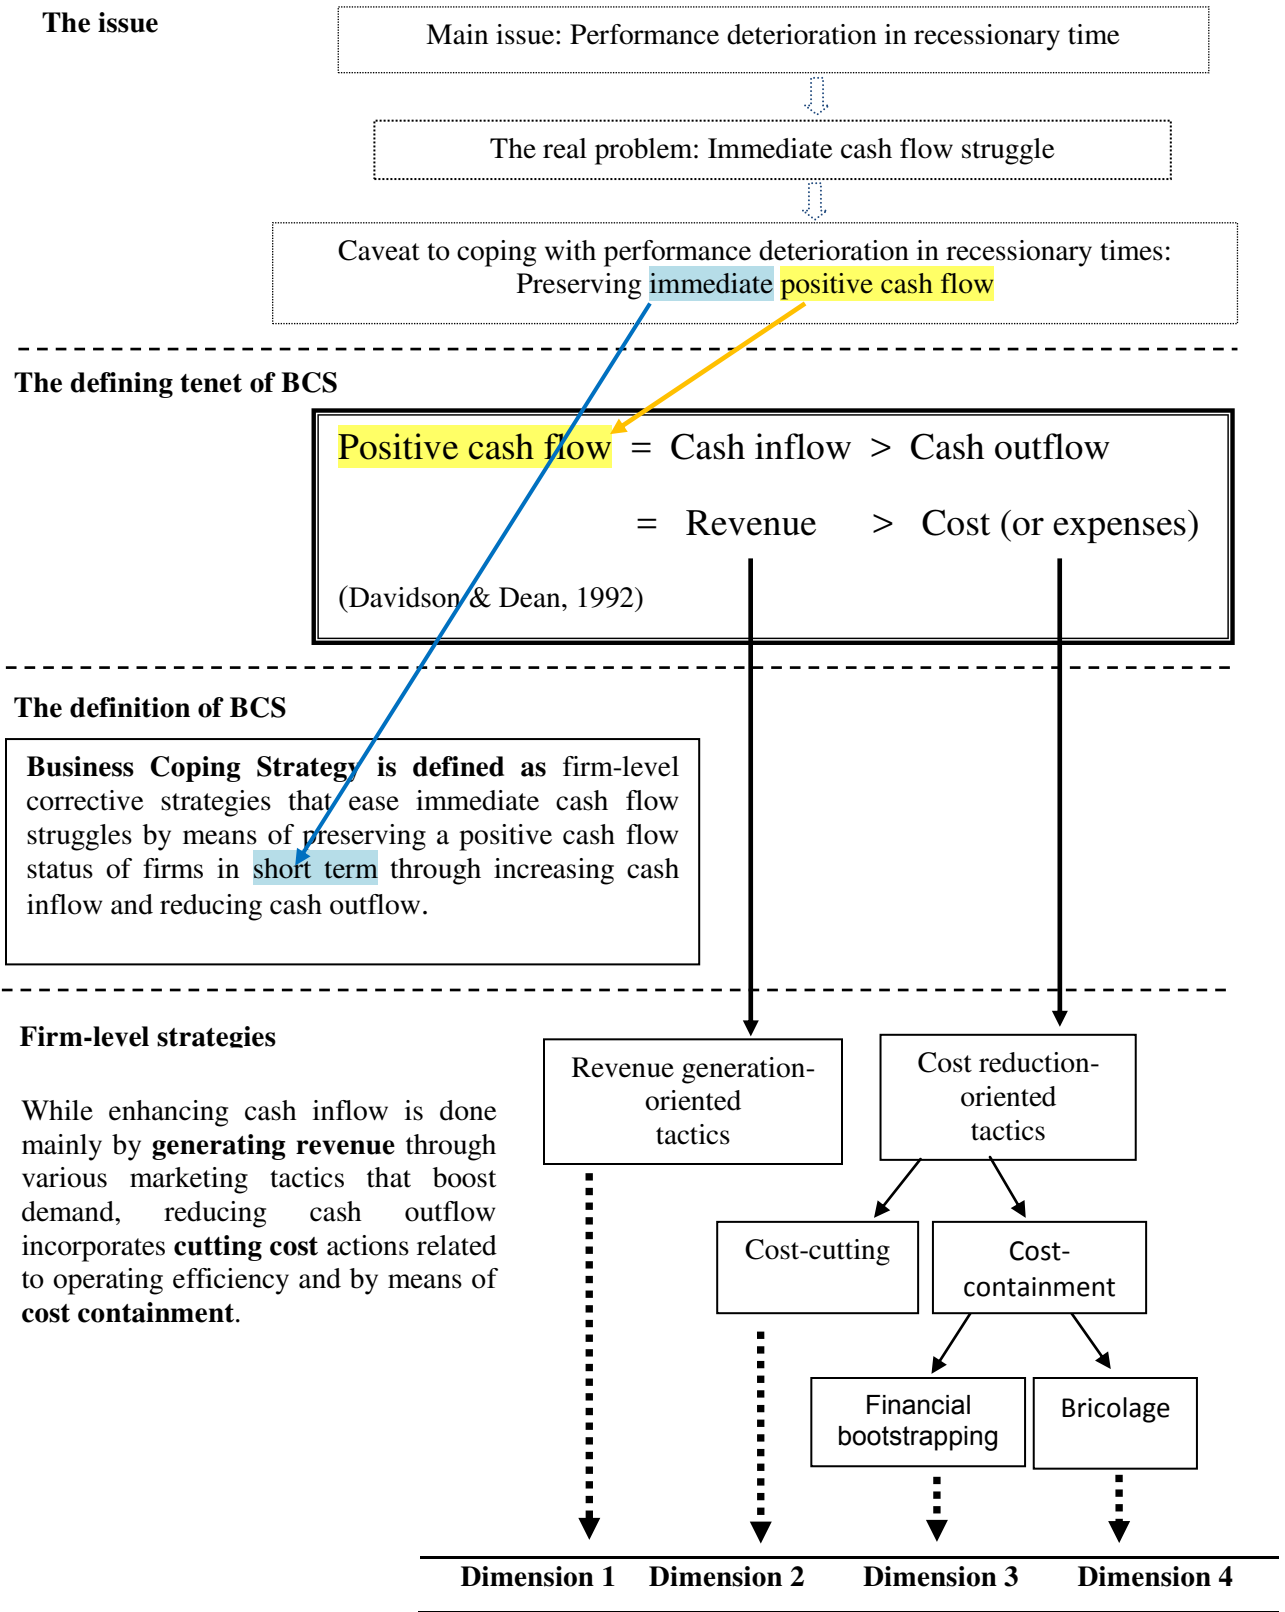 The issue
Main issue: Performance deterioration in recessionary time
The real problem: Immediate cash flow struggle
Caveat to coping with performance deterioration in recessionary times:
Preserving immediate positive cash flow
The defining tenet of BCS
Positive cash flow = Cash inflow > Cash outflow
= Revenue > Cost (or expenses)
(Davidson & Dean, 1992)
The definition of BCS
Business Coping Strategy is defined as firm-level
corrective strategies that ease immediate cash flow
struggles by means of preserving a positive cash flow
status of firms in short term through increasing cash
inflow and reducing cash outflow.
Firm-level strategies
While enhancing cash inflow is done
mainly by generating revenue through
various marketing tactics that boost
demand, reducing cash outflow
incorporates cutting cost actions related
to operating efficiency and by means of
cost containment.
Revenue generation-
oriented
tactics
Cost reduction-
oriented
tactics
Cost-cutting
Cost-
containment
Financial
bootstrapping
Bricolage
Dimension 1 Dimension 2 Dimension 3 Dimension 4